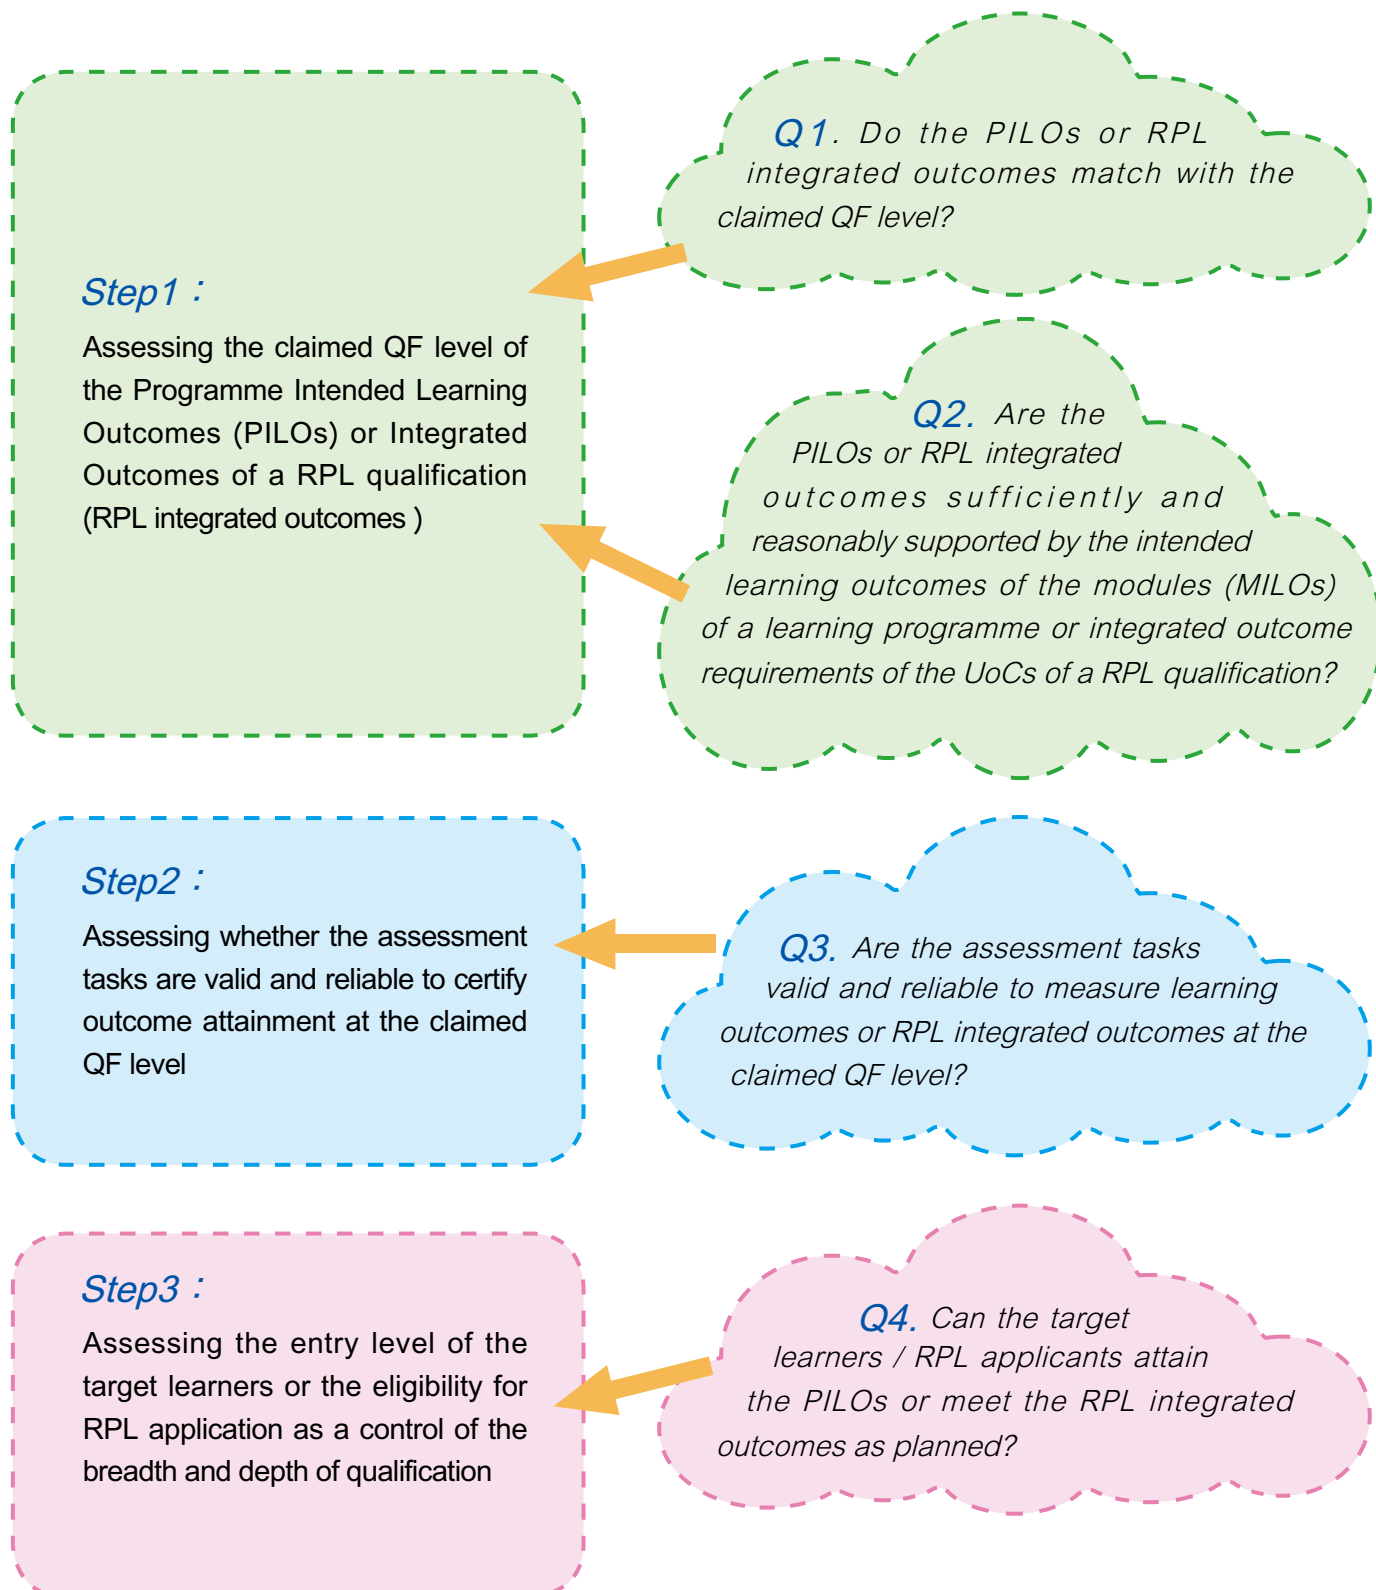 Step1：
Assessing the claimed QF level of
the Programme Intended Learning
Outcomes (PILOs) or Integrated
Outcomes of a RPL qualification
(RPL integrated outcomes )
Q1. Do the PILOs or RPL
integrated outcomes match with the
claimed QF level?
Q2. Are the
PILOs or RPL integrated
outcomes sufficiently and
reasonably supported by the intended
learning outcomes of the modules (MILOs)
of a learning programme or integrated outcome
requirements of the UoCs of a RPL qualification?
Step2：
Assessing whether the assessment
tasks are valid and reliable to certify
outcome attainment at the claimed
QF level
Q3. Are the assessment tasks
valid and reliable to measure learning
outcomes or RPL integrated outcomes at the
claimed QF level?
Step3：
Assessing the entry level of the
target learners or the eligibility for
RPL application as a control of the
breadth and depth of qualification
Q4. Can the target
learners / RPL applicants attain
the PILOs or meet the RPL integrated
outcomes as planned?